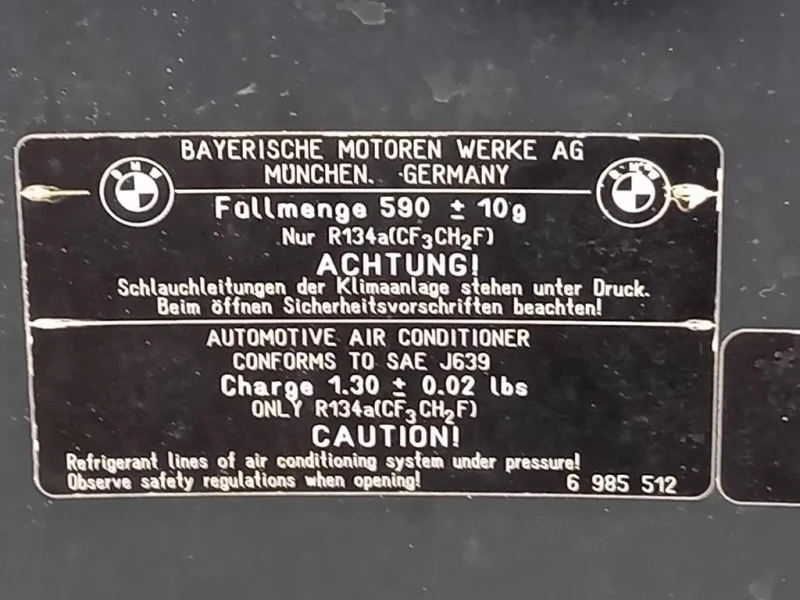 BAYERISCHE MOTOREN WERKE AG
MÜNCHEN. GERMANY
BMW BMW
Füllmenge 590 ± 10g
Nur R134a(CF3CH2F)
ACHTUNG!
Schlauchleitungen der Klimaanlage stehen unter Druck.
Beim öffnen Sicherheitsvorschriften beachten!
AUTOMOTIVE AIR CONDITIONER
CONFORMS TO SAE J639
Charge 1.30 ± 0.02 lbs
ONLY R134a(CF3CH2F)
CAUTION!
Refrigerant lines of air conditioning system under pressure!
Observe safety regulations when opening! 6 985 512